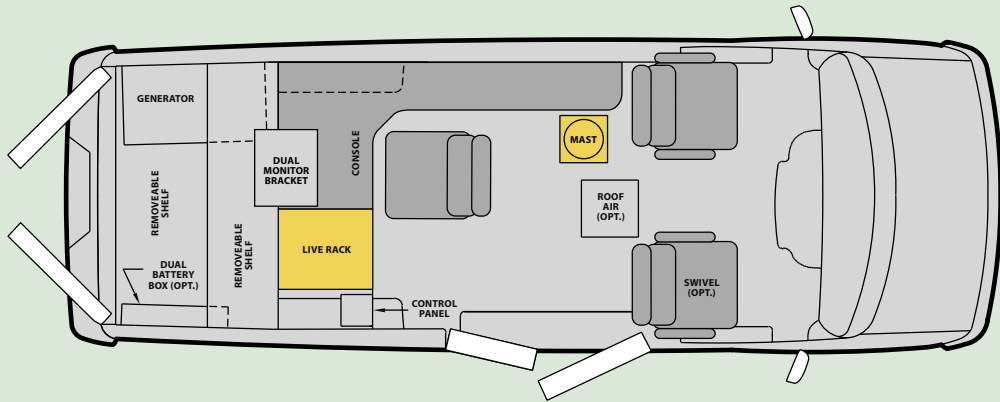 GENERATOR
REMOVEABLE
SHELF
DUAL
BATTERY
BOX (OPT.)
REMOVEABLE
SHELF
DUAL
MONITOR
BRACKET
CONSOLE
LIVE RACK
CONTROL
PANEL
MAST
ROOF
AIR
(OPT.)
SWIVEL
(OPT.)